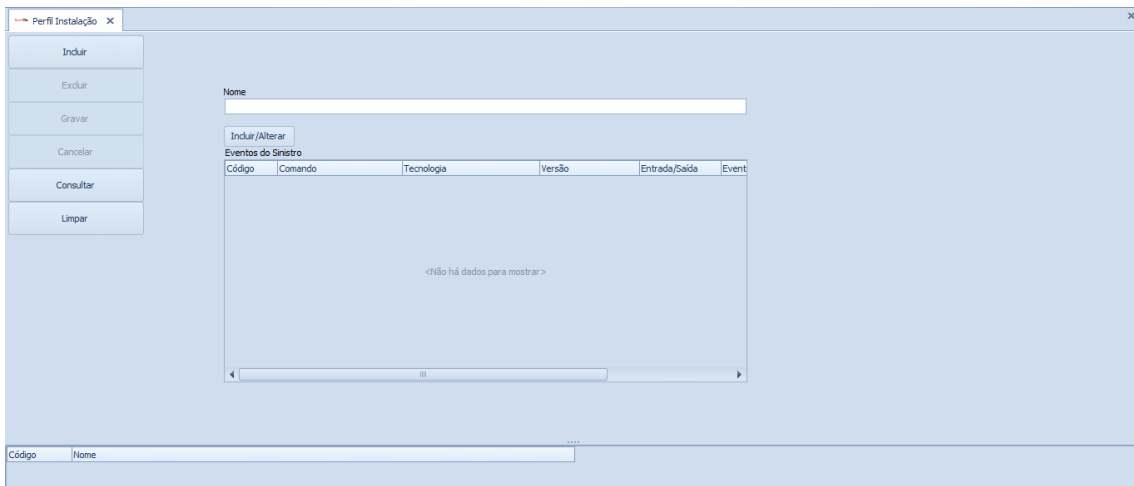 Perfil Instalação
Incluir
Excluir
Gravar
Cancelar
Consultar
Limpar
Nome
Incluir/Alterar
Eventos do Sinistro
Código Comando Tecnologia Versão Entrada/Saída Event
<Não há dados para mostrar>
Código Nome